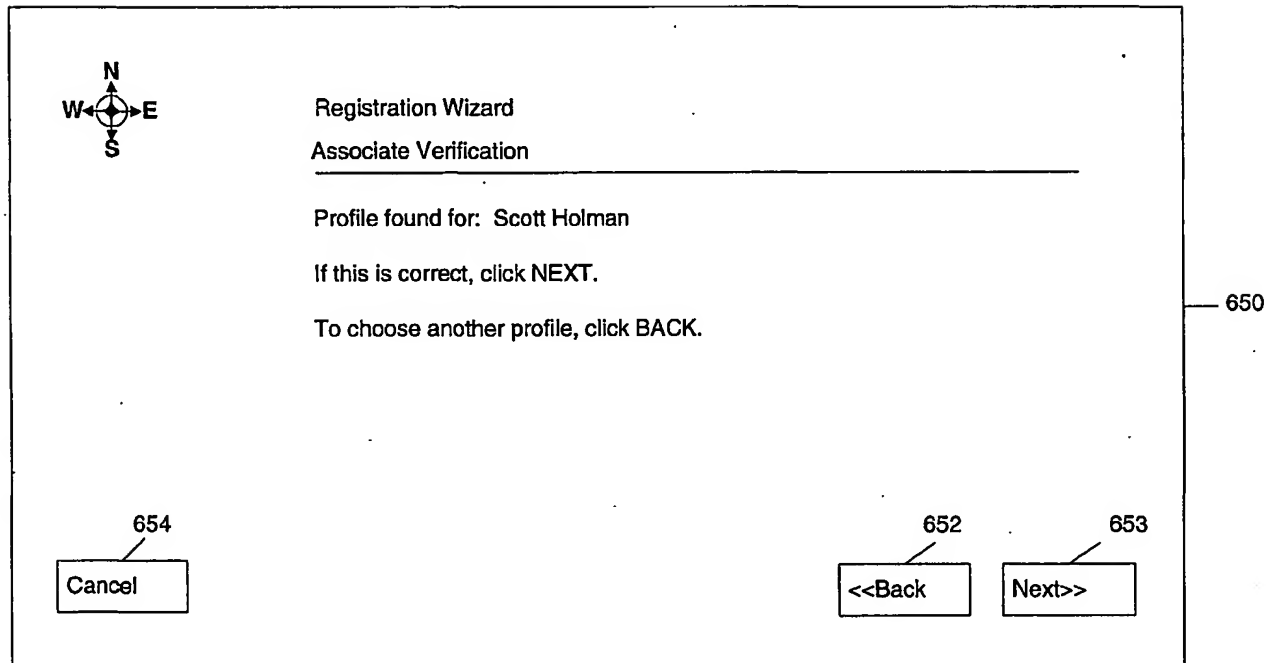 N
W E
S
Registration Wizard
Associate Verification
Profile found for: Scott Holman
If this is correct, click NEXT.
To choose another profile, click BACK.
650
654
652 653
Cancel
<<Back Next>>